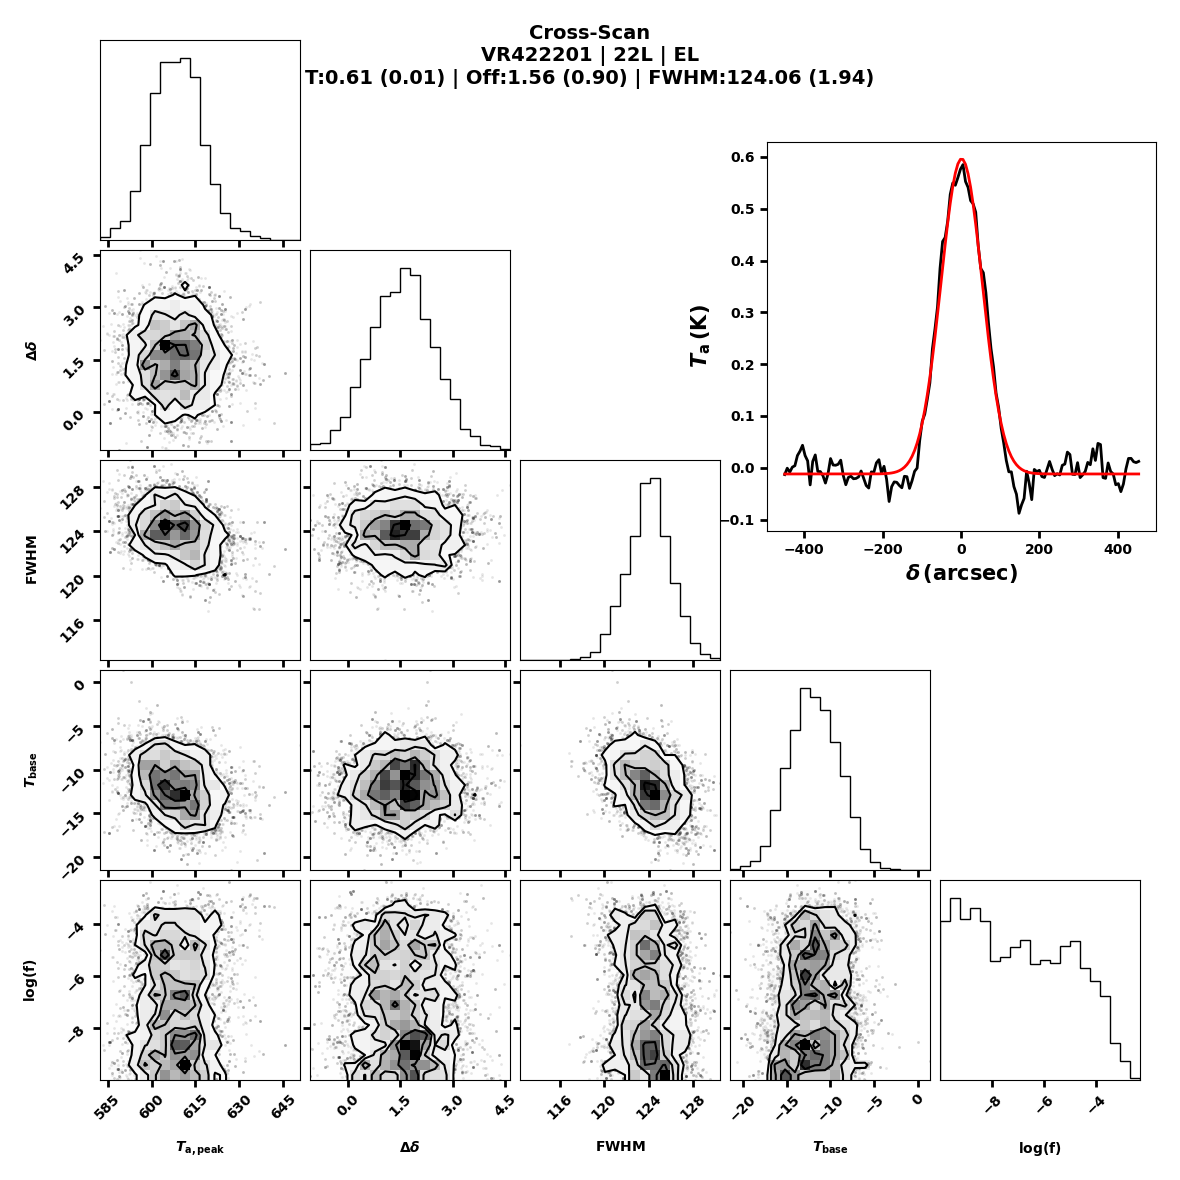 Cross-Scan
VR422201 | 22L | EL
T:0.61 (0.01) | Off:1.56 (0.90) | FWHM:124.06 (1.94)
0.6
0.5
0.4
0.3
0.2
0.1
0.0
−0.1
Ta (K)
−400 −200 0 200 400
δ (arcsec)
4.5
3.0
1.5
0.0
Δδ
128
124
120
116
FWHM
0
−5
−10
−15
−20
Tbase
−4
−6
−8
log(f)
585 600 615 630 645
0.0 1.5 3.0 4.5
116 120 124 128
−20 −15 −10 −5 0
−8 −6 −4
Ta,peak
Δδ
FWHM
Tbase
log(f)